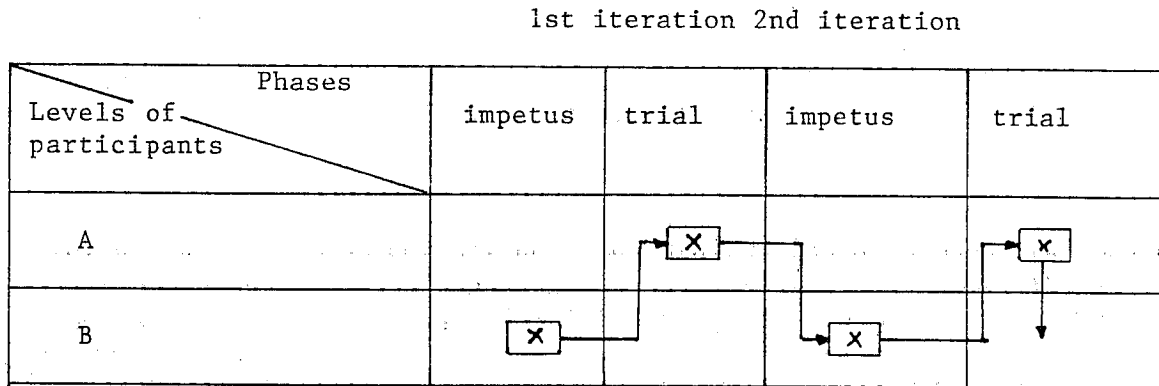 1st iteration 2nd iteration
Phases
Levels of
participants
impetus trial impetus trial
A
X X
B
X X